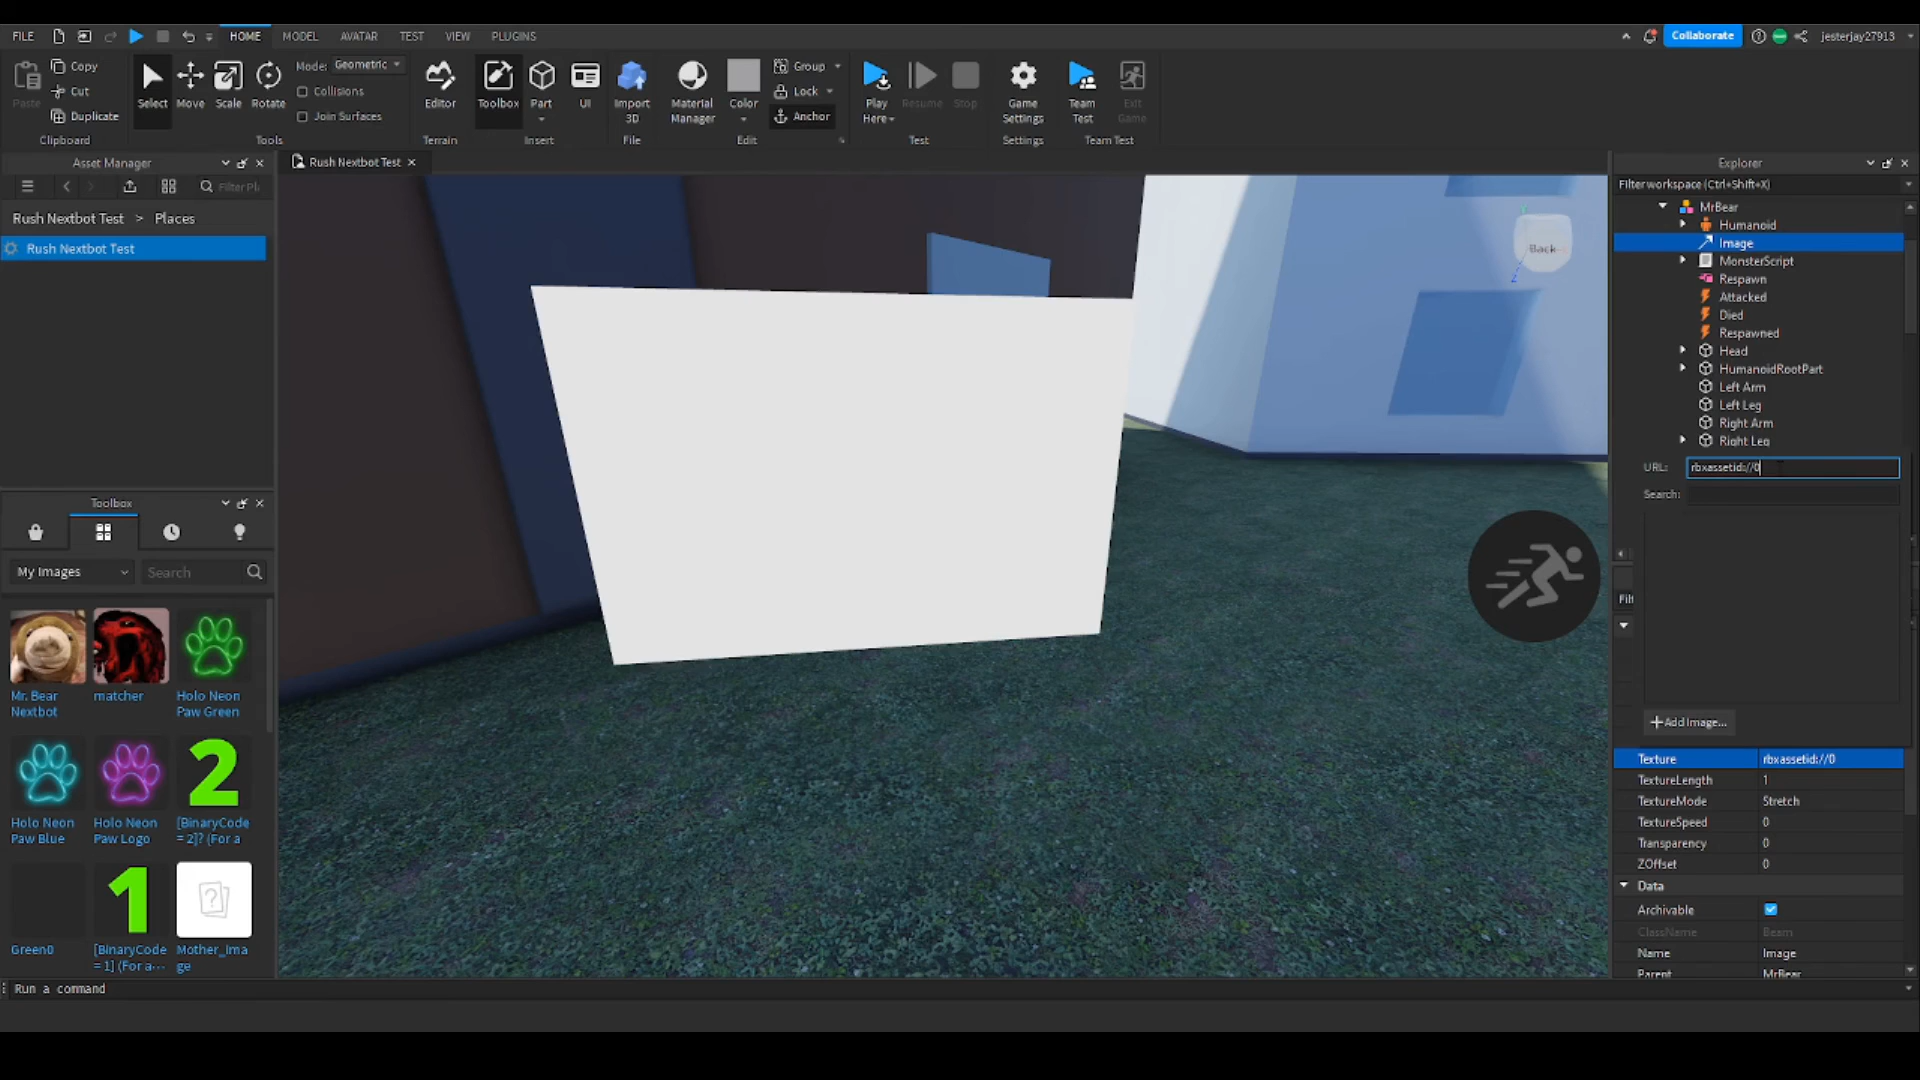 FILE
HOME
MODEL
AVATAR
TEST
VIEW
PLUGINS
Collaborate
jesterjay27913
Paste
Copy
Cut
Duplicate
Clipboard
Select
Move
Scale
Rotate
Mode: Geometric
Collisions
Join Surfaces
Tools
Editor
Terrain
Toolbox
Part
UI
Insert
Import
3D
File
Material
Manager
Color
Group
Lock
Anchor
Edit
Play
Here
Resume
Stop
Test
Game
Settings
Settings
Team
Test
Exit
Game
Team Test
Asset Manager
Filter Pl
Rush Nextbot Test > Places
Rush Nextbot Test
Rush Nextbot Test
Back
Toolbox
My Images
Search
Mr. Bear
Nextbot
matcher
Holo Neon
Paw Green
Holo Neon
Paw Blue
Holo Neon
Paw Logo
2
[BinaryCode
= 2]? (For a
Green0
1
[BinaryCode
= 1] (For a...
?
Mother_Ima
ge
Explorer
Filter workspace (Ctrl+Shift+X)
MrBear
Humanoid
Image
MonsterScript
Respawn
Attacked
Died
Respawned
Head
HumanoidRootPart
Left Arm
Left Leg
Right Arm
Right Leg
URL: rbxassetid://0
Search:
Filt
+Add Image...
Texture rbxassetid://0
TextureLength 1
TextureMode Stretch
TextureSpeed 0
Transparency 0
ZOffset 0
Data
Archivable
ClassName Beam
Name Image
Parent MrBear
Run a command